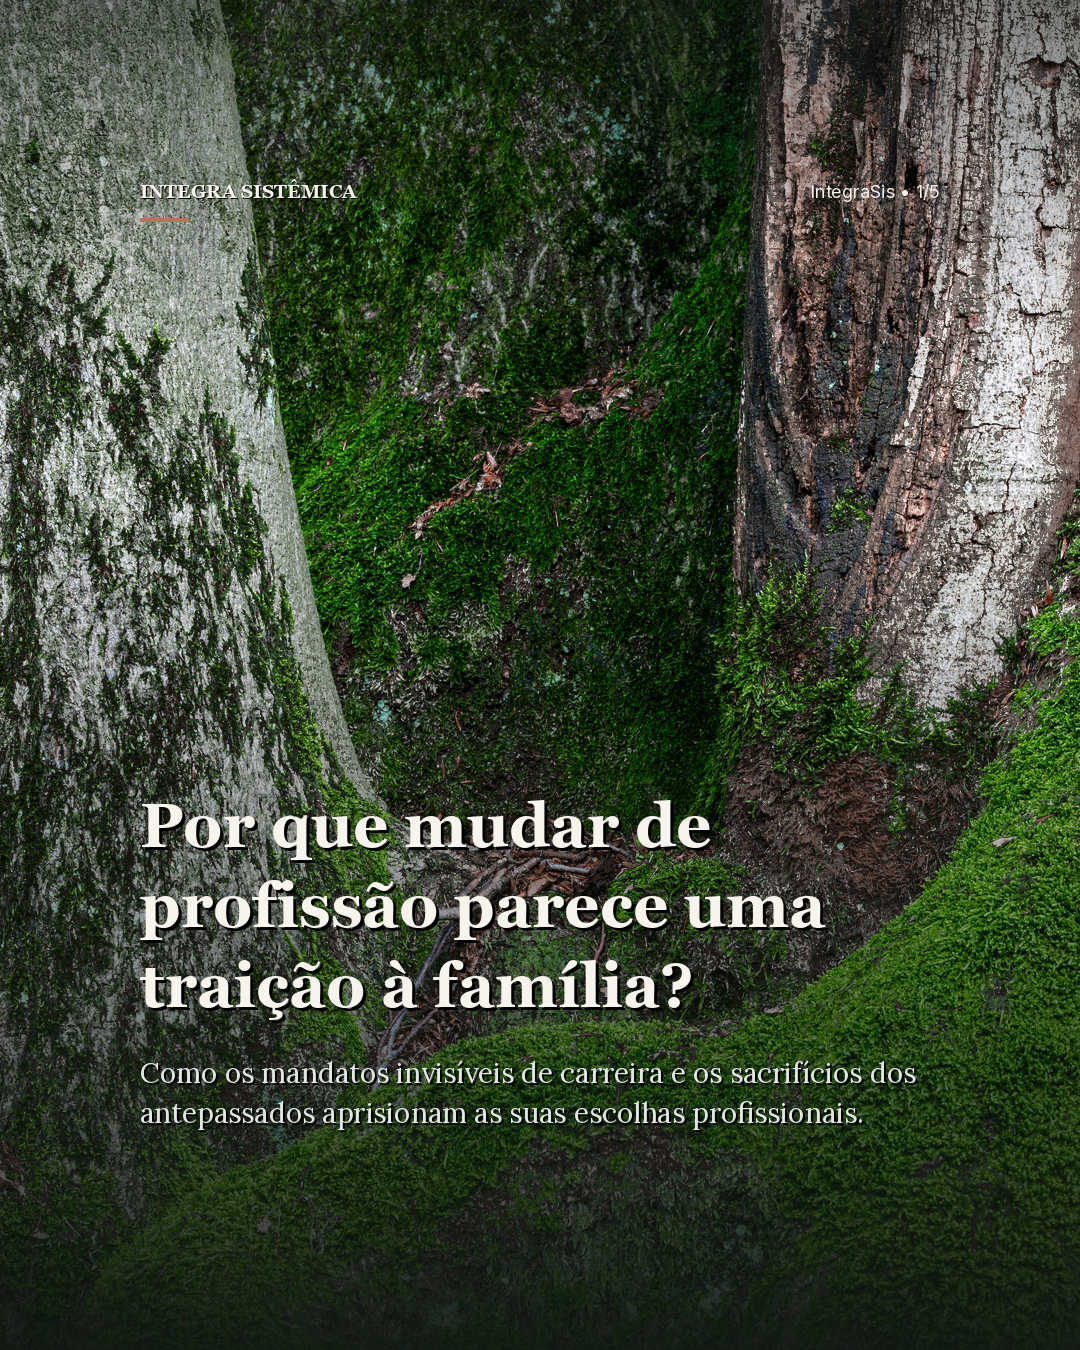 INTEGRA SISTÊMICA
IntegraSis • 1/5
Por que mudar de
profissão parece uma
traição à família?
Como os mandatos invisíveis de carreira e os sacrifícios dos
antepassados aprisionam as suas escolhas profissionais.